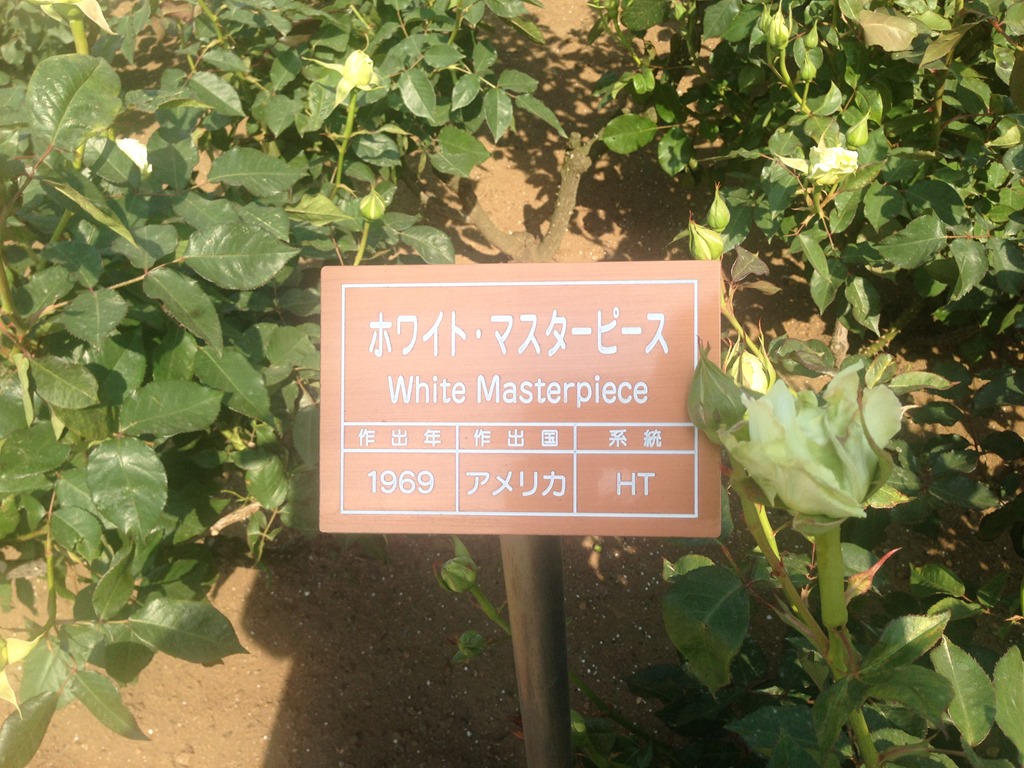 ホワイト・マスターピース
White Masterpiece
作出年 作出国 系統
1969 アメリカ HT